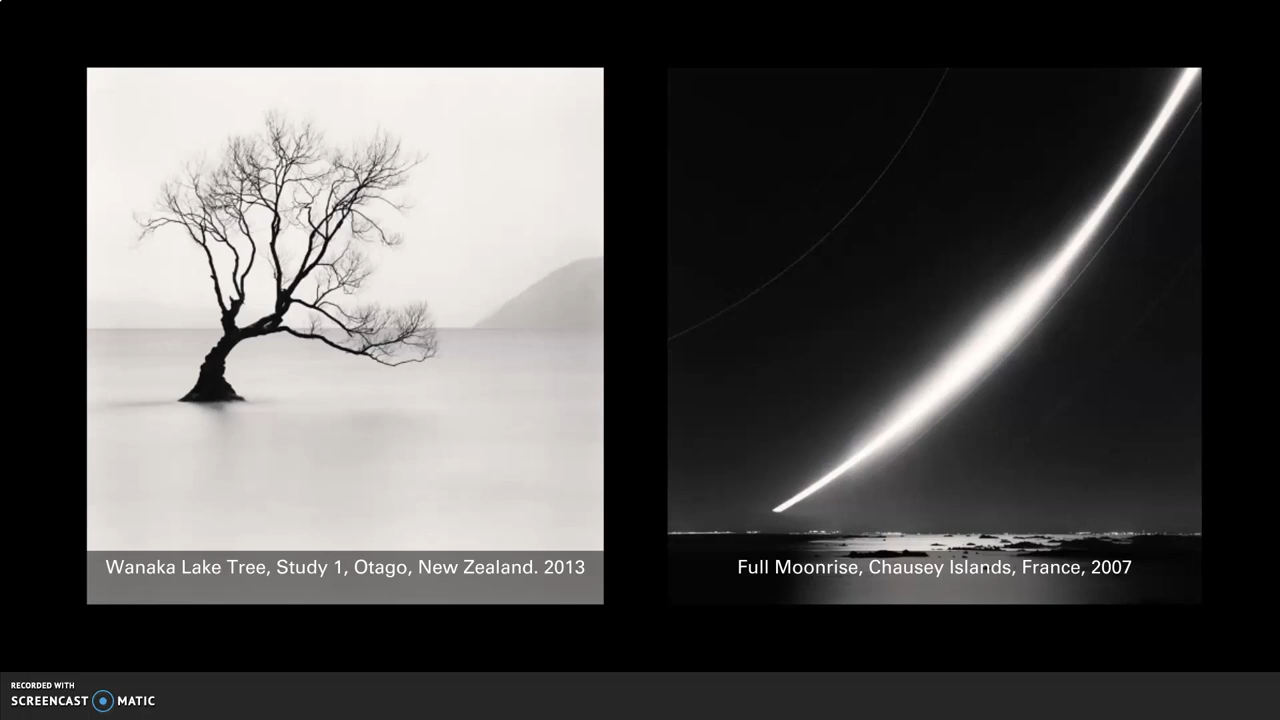 Wanaka Lake Tree, Study 1, Otago, New Zealand. 2013
Full Moonrise, Chausey Islands, France, 2007
RECORDED WITH
SCREENCAST MATIC